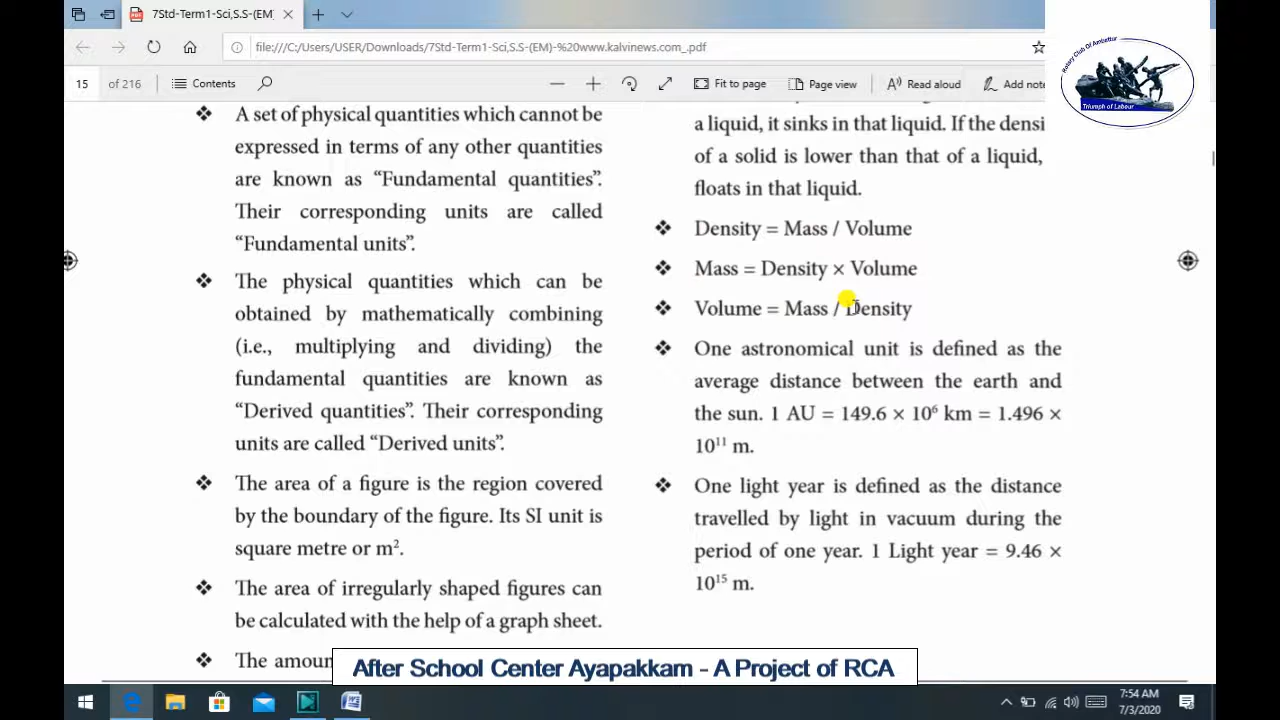 7Std-Term1-Sci,S.S-(EM)
file:///C:/Users/USER/Downloads/7Std-Term1-Sci,S.S-(EM)-%20www.kalvinews.com_.pdf
15 of 216 Contents Fit to page Page view Read aloud Add note
Rotary Club Of Ambattur
Triumph of Labour
A set of physical quantities which cannot be
expressed in terms of any other quantities
are known as “Fundamental quantities”.
Their corresponding units are called
“Fundamental units”.
The physical quantities which can be
obtained by mathematically combining
(i.e., multiplying and dividing) the
fundamental quantities are known as
“Derived quantities”. Their corresponding
units are called “Derived units”.
The area of a figure is the region covered
by the boundary of the figure. Its SI unit is
square metre or m².
The area of irregularly shaped figures can
be calculated with the help of a graph sheet.
The amoun
a liquid, it sinks in that liquid. If the densi
of a solid is lower than that of a liquid,
floats in that liquid.
Density = Mass / Volume
Mass = Density × Volume
Volume = Mass / Density
One astronomical unit is defined as the
average distance between the earth and
the sun. 1 AU = 149.6 × 10⁶ km = 1.496 ×
10¹¹ m.
One light year is defined as the distance
travelled by light in vacuum during the
period of one year. 1 Light year = 9.46 ×
10¹⁵ m.
After School Center Ayapakkam - A Project of RCA
7:54 AM
7/3/2020